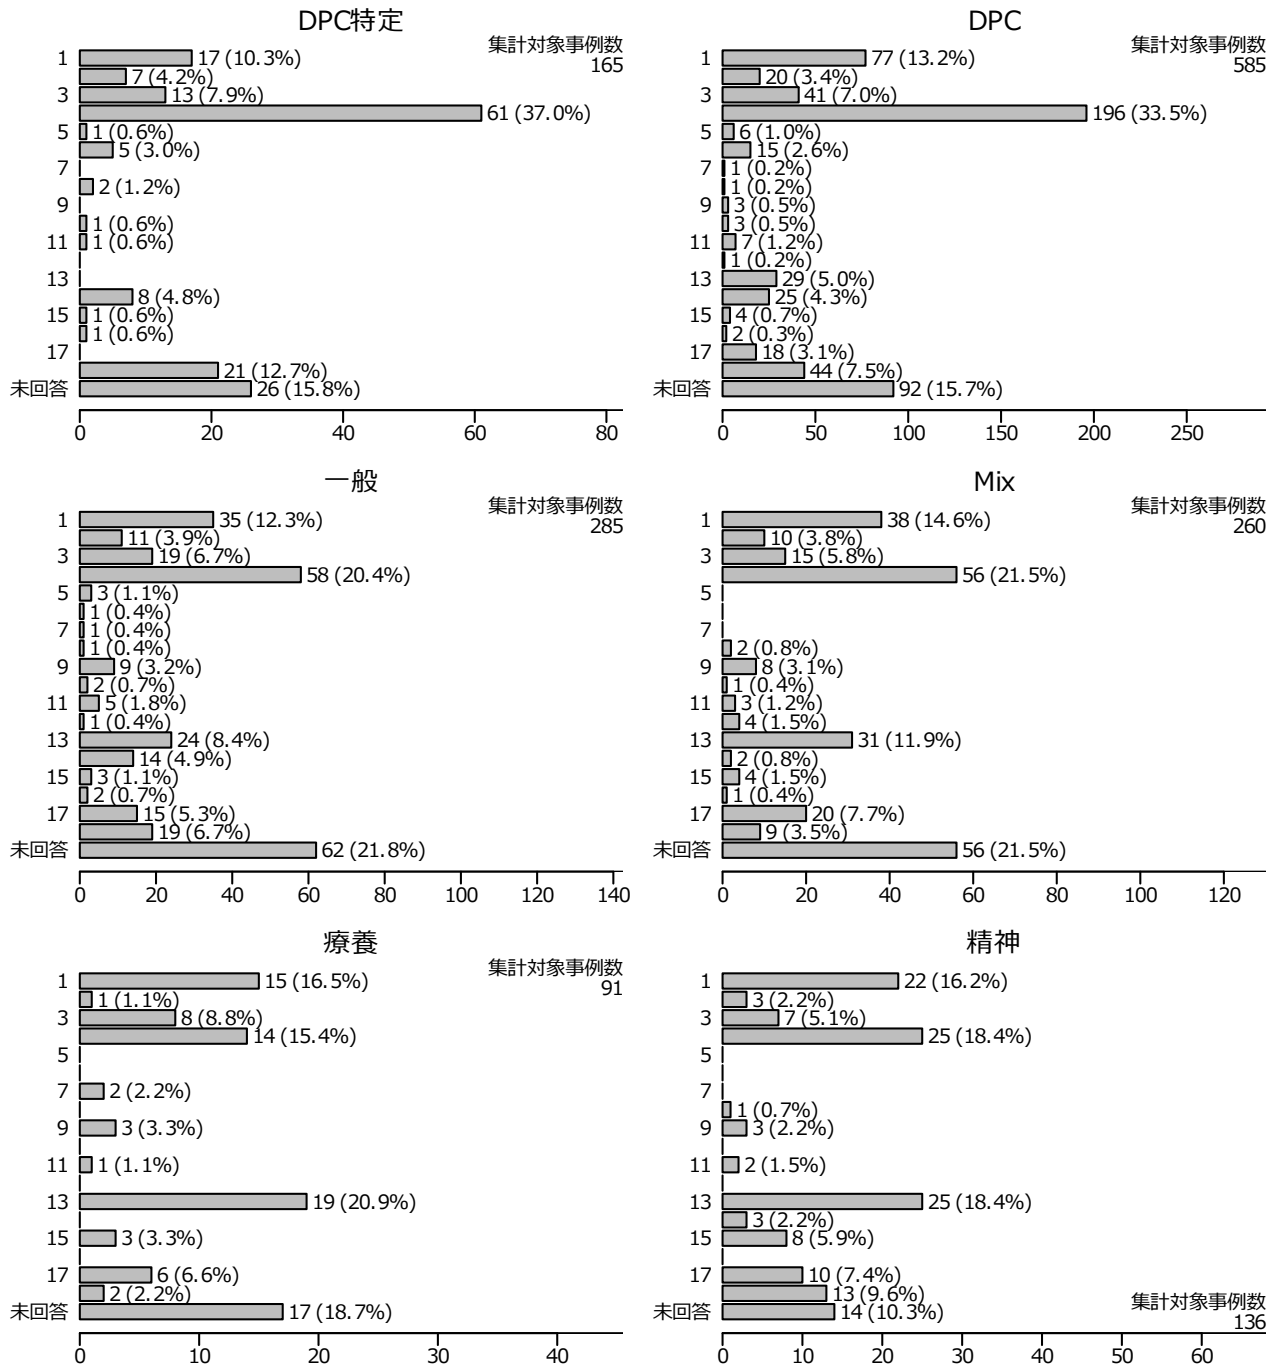 DPC特定
集計対象事例数
165
1 17 (10.3%)
7 (4.2%)
3 13 (7.9%)
61 (37.0%)
5 1 (0.6%)
5 (3.0%)
7
2 (1.2%)
9
1 (0.6%)
11 1 (0.6%)
13
8 (4.8%)
15 1 (0.6%)
1 (0.6%)
17
21 (12.7%)
未回答 26 (15.8%)
0 20 40 60 80
DPC
集計対象事例数
585
1 77 (13.2%)
20 (3.4%)
3 41 (7.0%)
196 (33.5%)
5 6 (1.0%)
15 (2.6%)
7 1 (0.2%)
1 (0.2%)
9 3 (0.5%)
3 (0.5%)
11 7 (1.2%)
1 (0.2%)
13 29 (5.0%)
25 (4.3%)
15 4 (0.7%)
2 (0.3%)
17 18 (3.1%)
44 (7.5%)
未回答 92 (15.7%)
0 50 100 150 200 250
一般
集計対象事例数
285
1 35 (12.3%)
11 (3.9%)
3 19 (6.7%)
58 (20.4%)
5 3 (1.1%)
1 (0.4%)
7 1 (0.4%)
1 (0.4%)
9 9 (3.2%)
2 (0.7%)
11 5 (1.8%)
1 (0.4%)
13 24 (8.4%)
14 (4.9%)
15 3 (1.1%)
2 (0.7%)
17 15 (5.3%)
19 (6.7%)
未回答 62 (21.8%)
0 20 40 60 80 100 120 140
Mix
集計対象事例数
260
1 38 (14.6%)
10 (3.8%)
3 15 (5.8%)
56 (21.5%)
5
7
2 (0.8%)
9 8 (3.1%)
1 (0.4%)
11 3 (1.2%)
4 (1.5%)
13 31 (11.9%)
2 (0.8%)
15 4 (1.5%)
1 (0.4%)
17 20 (7.7%)
9 (3.5%)
未回答 56 (21.5%)
0 20 40 60 80 100 120
療養
集計対象事例数
91
1 15 (16.5%)
1 (1.1%)
3 8 (8.8%)
14 (15.4%)
5
7 2 (2.2%)
9 3 (3.3%)
11 1 (1.1%)
13 19 (20.9%)
15 3 (3.3%)
17 6 (6.6%)
2 (2.2%)
未回答 17 (18.7%)
0 10 20 30 40
精神
1 22 (16.2%)
3 (2.2%)
3 7 (5.1%)
25 (18.4%)
5
7
1 (0.7%)
9 3 (2.2%)
11 2 (1.5%)
13 25 (18.4%)
3 (2.2%)
15 8 (5.9%)
17 10 (7.4%)
13 (9.6%)
未回答 14 (10.3%)
集計対象事例数
136
0 10 20 30 40 50 60